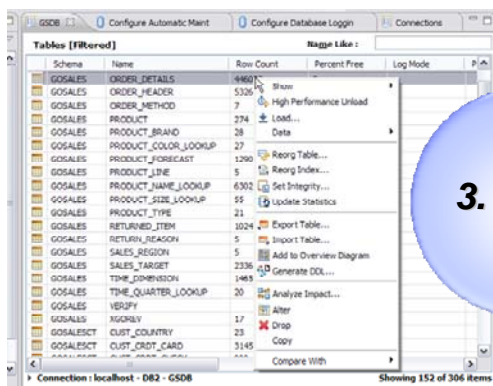 GSDB Configure Automatic Maint Configure Database Loggin Connections
Tables [Filtered] Name Like :
Schema Name Row Count Percent Free Log Mode P
GOSALES ORDER_DETAILS
GOSALES ORDER_HEADER 5326
GOSALES ORDER_METHOD 7
GOSALES PRODUCT 274
GOSALES PRODUCT_BRAND 28
GOSALES PRODUCT_COLOR_LOOKUP 27
GOSALES PRODUCT_FORECAST 1290
GOSALES PRODUCT_LINE 5
GOSALES PRODUCT_NAME_LOOKUP 6302
GOSALES PRODUCT_SIZE_LOOKUP 55
GOSALES PRODUCT_TYPE 21
GOSALES RETURNED_ITEM 1024
GOSALES RETURN_REASON 5
GOSALES SALES_REGION 5
GOSALES SALES_TARGET 2336
GOSALES TIME_DIMENSION 1465
GOSALES TIME_QUARTER_LOOKUP 20
GOSALES VERIFY
GOSALES XGOREV 17
GOSALESCT CUST_COUNTRY 23
GOSALESCT CUST_CRDT_CARD 3145
Show
High Performance Unload
Load...
Data
Reorg Table...
Reorg Index...
Set Integrity...
Update Statistics
Export Table...
Import Table...
Add to Overview Diagram
Generate DDL...
Analyze Impact...
Alter
Drop
Copy
Compare With
3.
Connection : localhost - DB2 - GSDB Showing 152 of 306 items